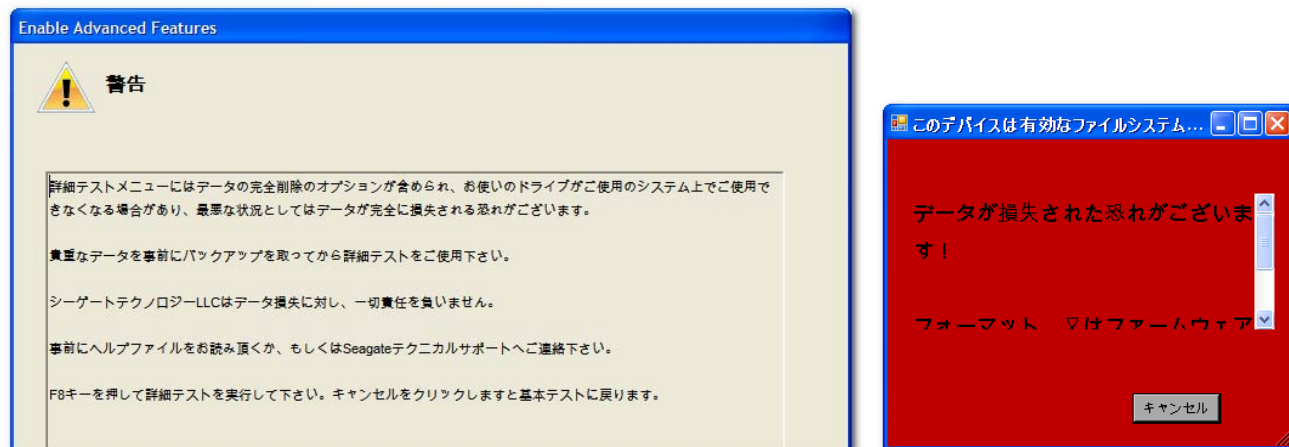 Enable Advanced Features
警告
詳細テストメニューにはデータの完全削除のオプションが含められ、お使いのドライブがご使用のシステム上でご使用で
きなくなる場合があり、最悪な状況としてはデータが完全に損失される恐れがございます。
貴重なデータを事前にバックアップを取ってから詳細テストをご使用下さい。
シーゲートテクノロジーLLCはデータ損失に対し、一切責任を負いません。
事前にヘルプファイルをお読み頂くか、もしくはSeagateテクニカルサポートへご連絡下さい。
F8キーを押して詳細テストを実行して下さい。キャンセルをクリックしますと基本テストに戻ります。
このデバイスは有効なファイルシステム...
データが損失された恐れがございま
す！
フォーマット
はファームウェア
キャンセル